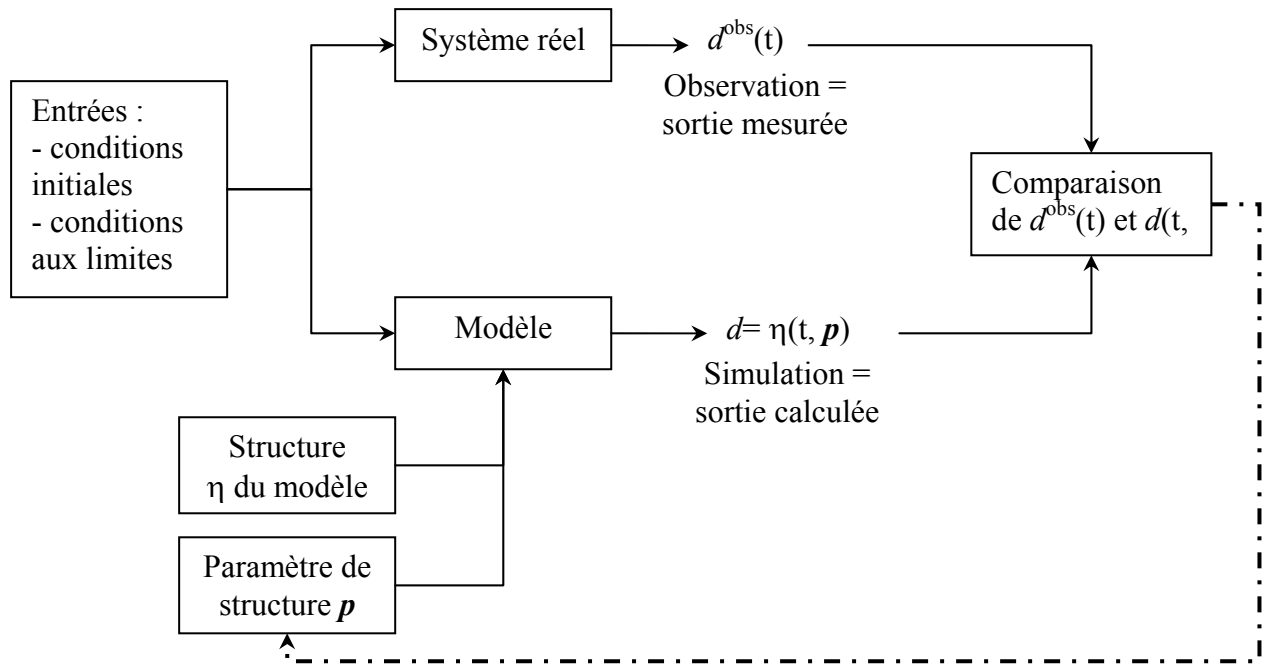 Système réel
d^obs(t)
Observation =
sortie mesurée
Entrées :
- conditions
initiales
- conditions
aux limites
Comparaison
de d^obs(t) et d(t,
Modèle
d= η(t, p)
Simulation =
sortie calculée
Structure
η du modèle
Paramètre de
structure p